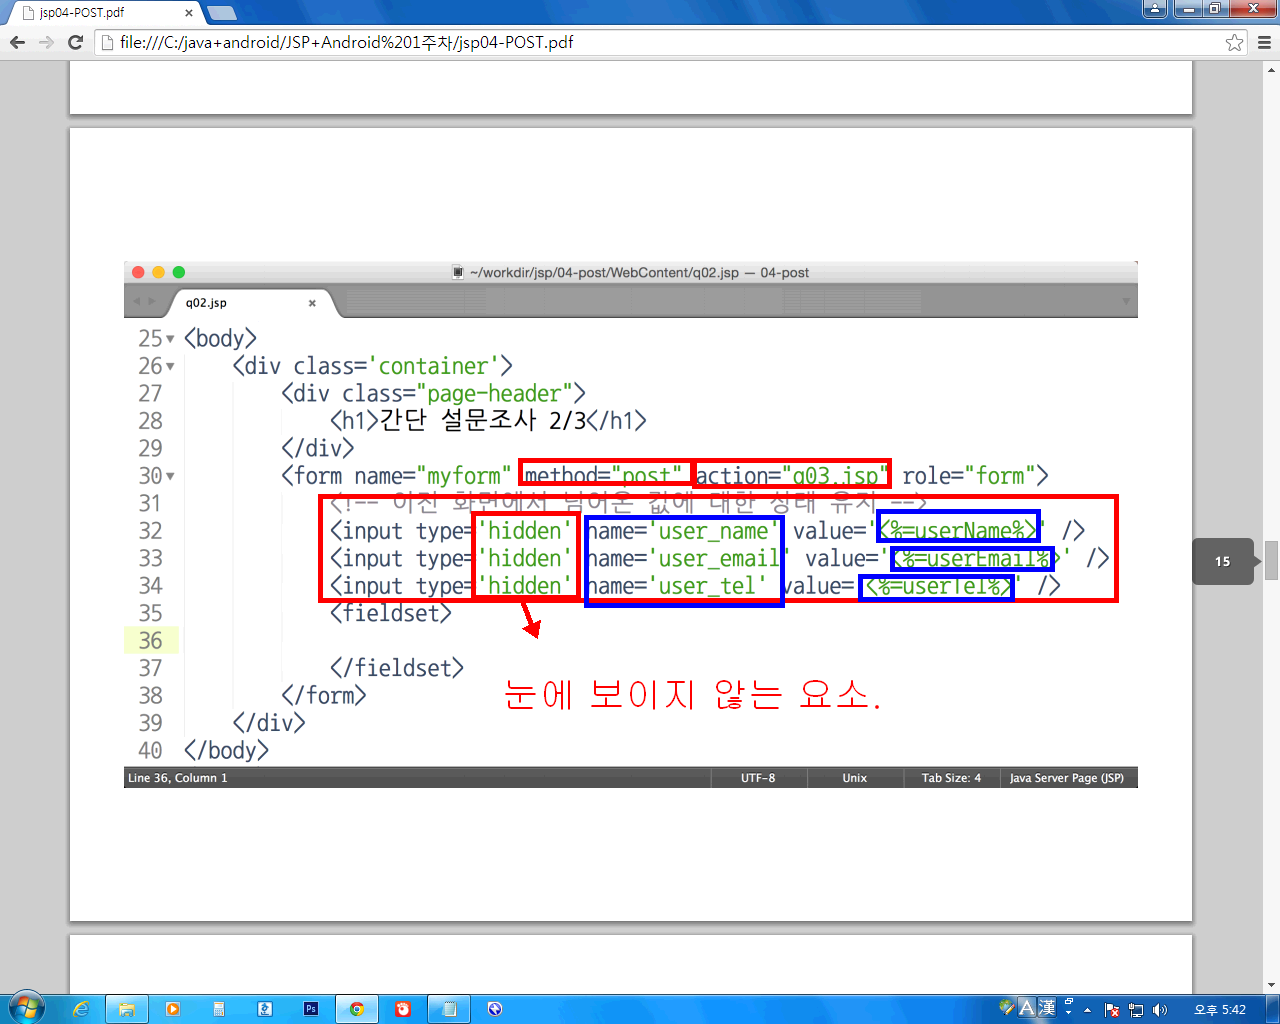 jsp04-POST.pdf
file:///C:/java+android/JSP+Android%201주차/jsp04-POST.pdf
~/workdir/jsp/04-post/WebContent/q02.jsp — 04-post
q02.jsp
25 <body>
26 <div class='container'>
27 <div class="page-header">
28 <h1>간단 설문조사 2/3</h1>
29 </div>
30 <form name="myform" method="post" action="q03.jsp" role="form">
31 <!-- 이전 화면에서 넘어온 값에 대한 상태 유지 -->
32 <input type='hidden' name='user_name' value='<%=userName%>' />
33 <input type='hidden' name='user_email' value='<%=userEmail%>' />
34 <input type='hidden' name='user_tel' value='<%=userTel%>' />
35 <fieldset>
36
37 </fieldset>
38 </form>
39 </div>
40 </body>
눈에 보이지 않는 요소.
Line 36, Column 1 UTF-8 Unix Tab Size: 4 Java Server Page (JSP)
15
Ps
A 漢
오후 5:42